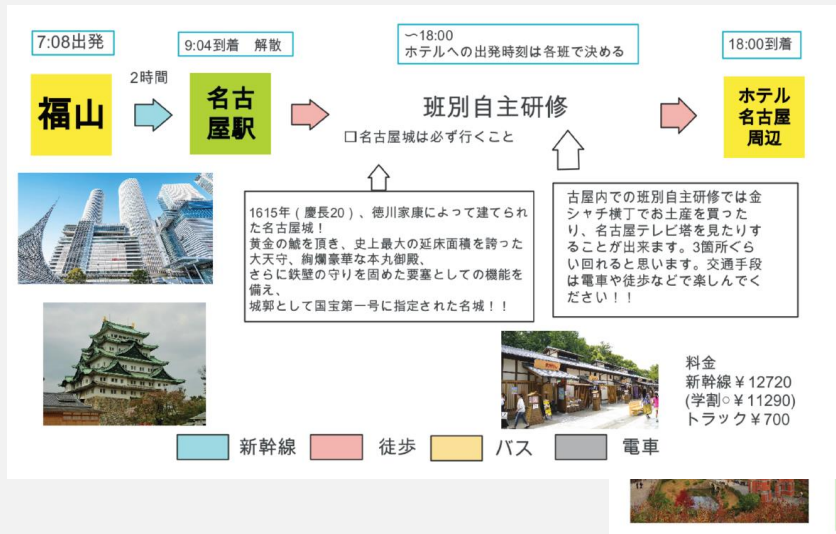 7:08出発
9:04到着　解散
〜18:00
ホテルへの出発時刻は各班で決める
18:00到着
福山
2時間
名古
屋駅
班別自主研修
口名古屋城は必ず行くこと
ホテル
名古屋
周辺
1615年（慶長20）、徳川家康によって建てられ
た名古屋城！
黄金の鯱を頂き、史上最大の延床面積を誇った
大天守、絢爛豪華な本丸御殿、
さらに鉄壁の守りを固めた要塞としての機能を
備え、
城郭として国宝第一号に指定された名城！！
古屋内での班別自主研修では金
シャチ横丁でお土産を買った
り、名古屋テレビ塔を見たりす
ることが出来ます。3箇所ぐら
い回れると思います。交通手段
は電車や徒歩などで楽しんでく
ださい！！
料金
新幹線￥12720
(学割○￥11290)
トラック￥700
新幹線
徒歩
バス
電車